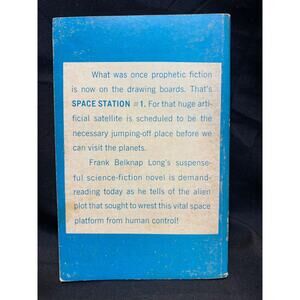 What was once prophetic fiction
is now on the drawing boards. That's
SPACE STATION #1. For that huge arti-
ficial satellite is scheduled to be the
necessary jumping-off place before we
can visit the planets.
Frank Belknap Long's suspense-
ful science-fiction novel is demand-
reading today as he tells of the alien
plot that sought to wrest this vital space
platform from human control!